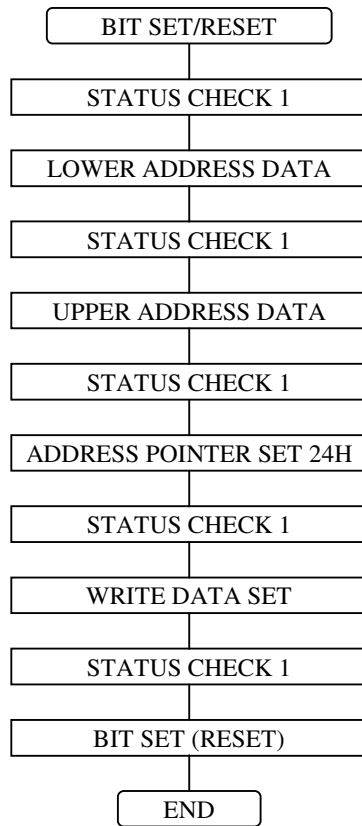 BIT SET/RESET
STATUS CHECK 1
LOWER ADDRESS DATA
STATUS CHECK 1
UPPER ADDRESS DATA
STATUS CHECK 1
ADDRESS POINTER SET 24H
STATUS CHECK 1
WRITE DATA SET
STATUS CHECK 1
BIT SET (RESET)
END